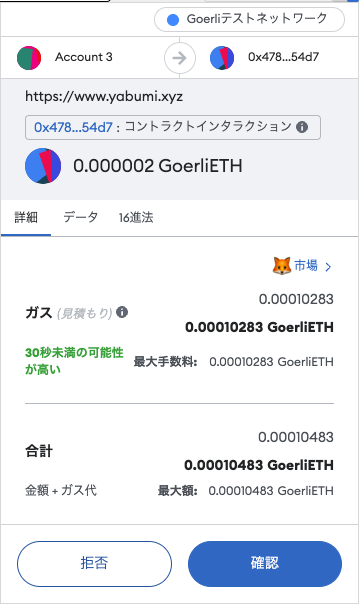 Goerliテストネットワーク
Account 3
0x478...54d7
https://www.yabumi.xyz
0x478...54d7 : コントラクトインタラクション
0.000002 GoerliETH
詳細 データ 16進法
市場
0.00010283
ガス (見積もり)
0.00010283 GoerliETH
30秒未満の可能性が高い
最大手数料: 0.00010283 GoerliETH
0.00010483
合計
0.00010483 GoerliETH
金額 + ガス代 最大額: 0.00010483 GoerliETH
拒否 確認